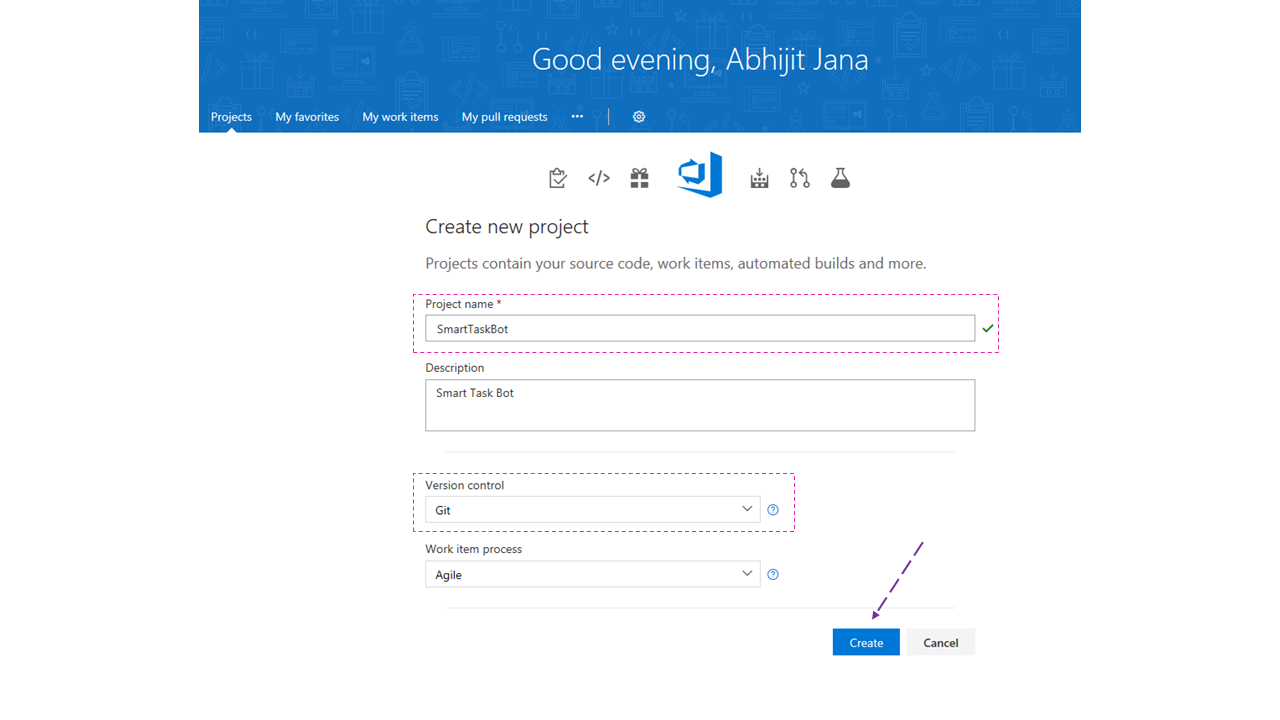 Good evening, Abhijit Jana
Projects My favorites My work items My pull requests ···
Create new project
Projects contain your source code, work items, automated builds and more.
Project name *
SmartTaskBot
Description
Smart Task Bot
Version control
Git
Work item process
Agile
Create Cancel